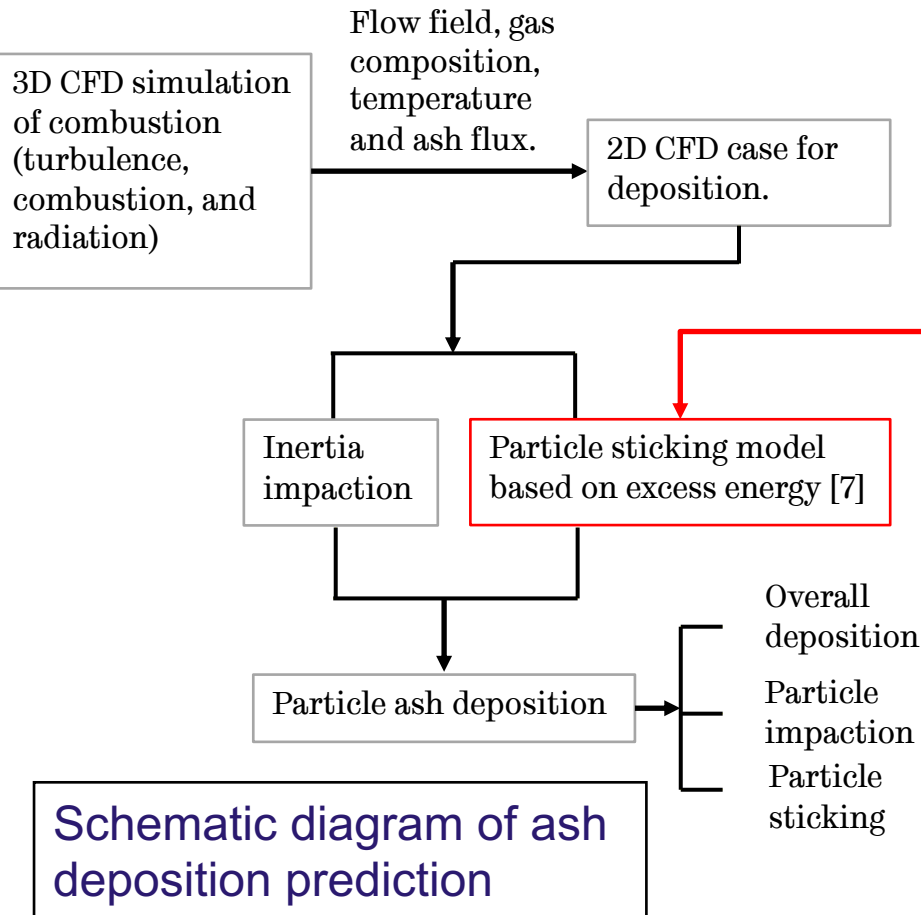 Flow field, gas
composition,
temperature
and ash flux.
3D CFD simulation
of combustion
(turbulence,
combustion, and
radiation)
2D CFD case for
deposition.
Inertia
impaction
Particle sticking model
based on excess energy [7]
Particle ash deposition
Overall
deposition
Particle
impaction
Particle
sticking
Schematic diagram of ash
deposition prediction